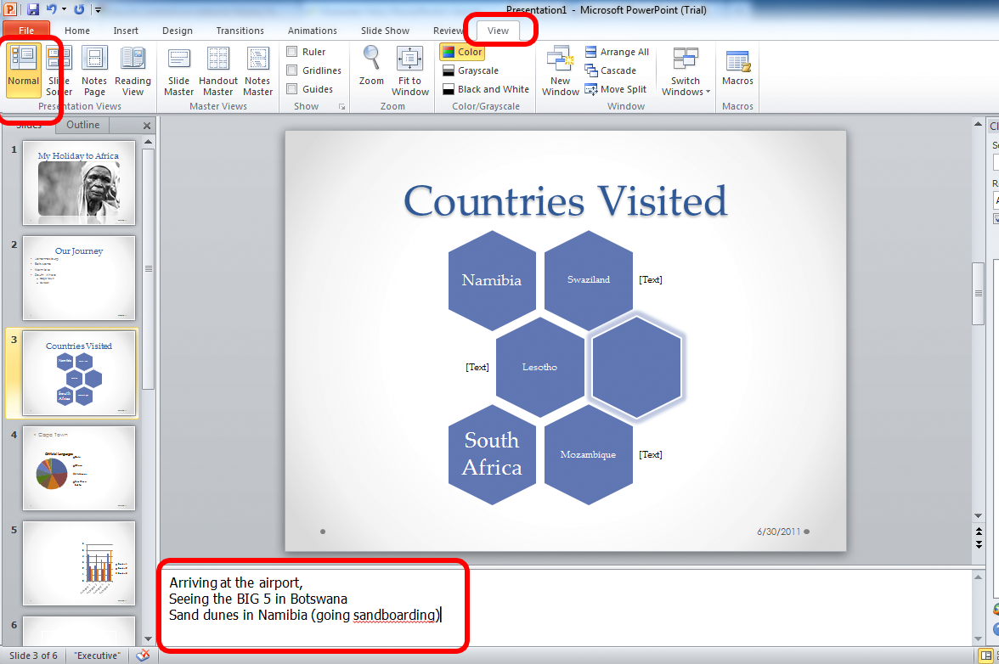 Presentation1 - Microsoft PowerPoint (Trial)
File Home Insert Design Transitions Animations Slide Show Review View
Normal Slide Sorter Notes Page Reading View
Presentation Views
Slide Master Handout Master Notes Master
Master Views
Ruler
Gridlines
Guides
Show
Zoom Fit to Window
Zoom
Color
Grayscale
Black and White
Color/Grayscale
New Window
Arrange All
Cascade
Move Split
Switch Windows
Window
Macros
Macros
Slides Outline
1
My Holiday to Africa
2
Our Journey
3
Countries Visited
4
Cape Town
Official Languages
5
6
Countries Visited
Namibia
Swaziland
[Text]
[Text]
Lesotho
South
Africa
Mozambique
[Text]
6/30/2011
Arriving at the airport,
Seeing the BIG 5 in Botswana
Sand dunes in Namibia (going sandboarding)
Slide 3 of 6 "Executive"